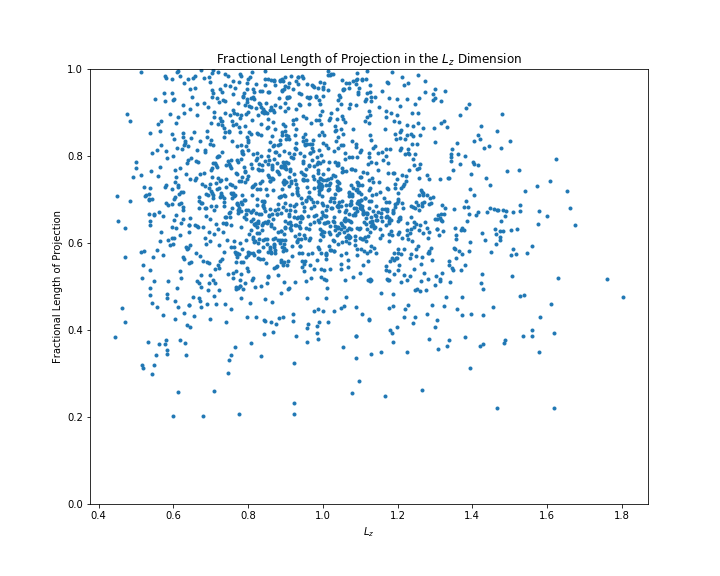 Fractional Length of Projection in the $L_z$ Dimension
1.0
0.8
0.6
0.4
0.2
0.0
Fractional Length of Projection
0.4 0.6 0.8 1.0 1.2 1.4 1.6 1.8
$L_z$